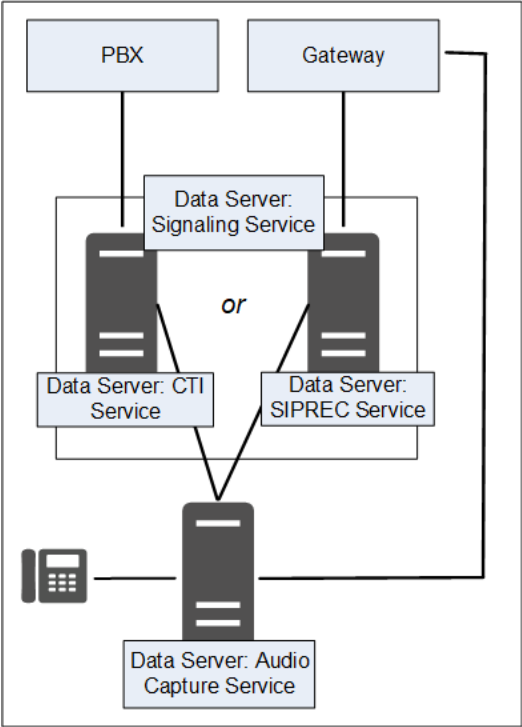 PBX
Gateway
Data Server:
Signaling Service
or
Data Server: CTI
Service
Data Server:
SIPREC Service
Data Server: Audio
Capture Service